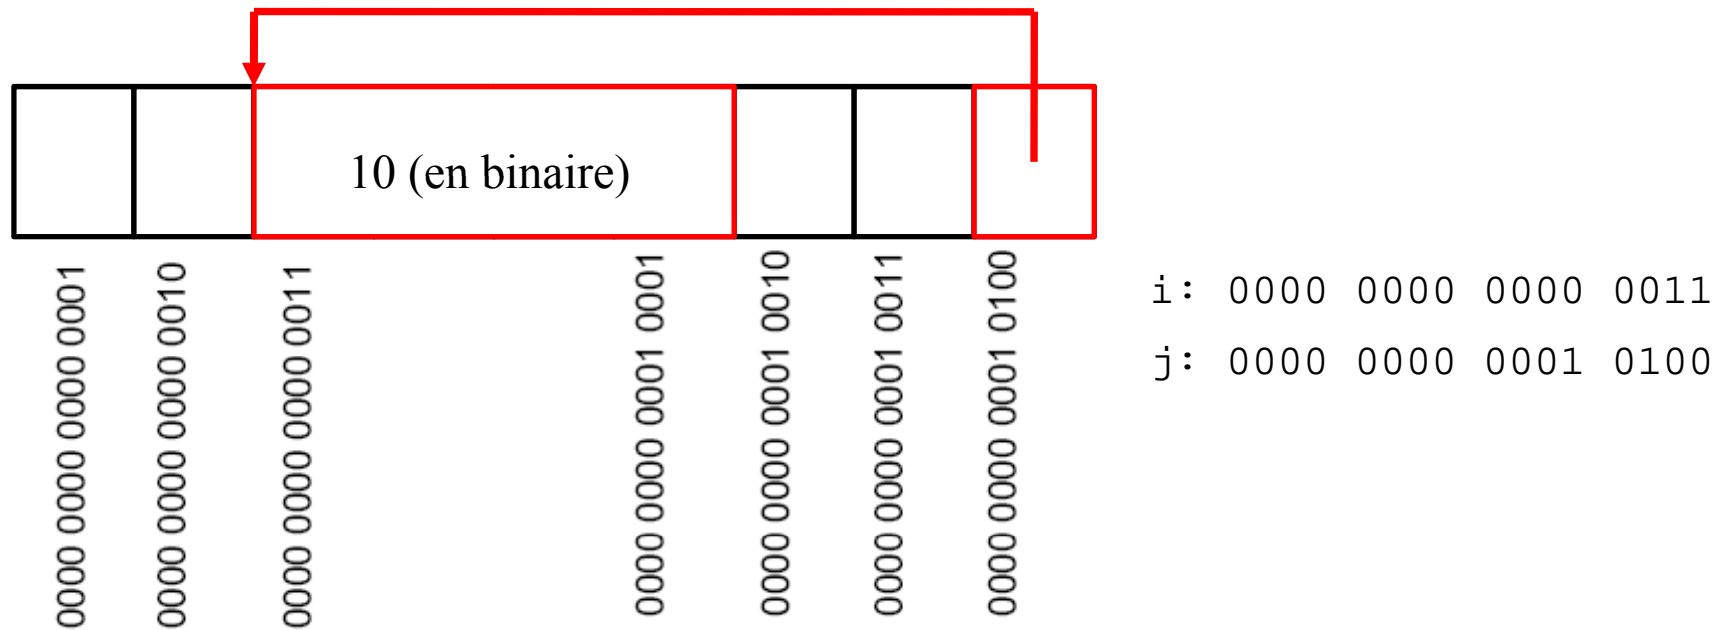 10 (en binaire)
0000 0000 0000 0001
0000 0000 0000 0010
0000 0000 0000 0011
0000 0000 0001 0001
0000 0000 0001 0010
0000 0000 0001 0011
0000 0000 0001 0100
i: 0000 0000 0000 0011
j: 0000 0000 0001 0100